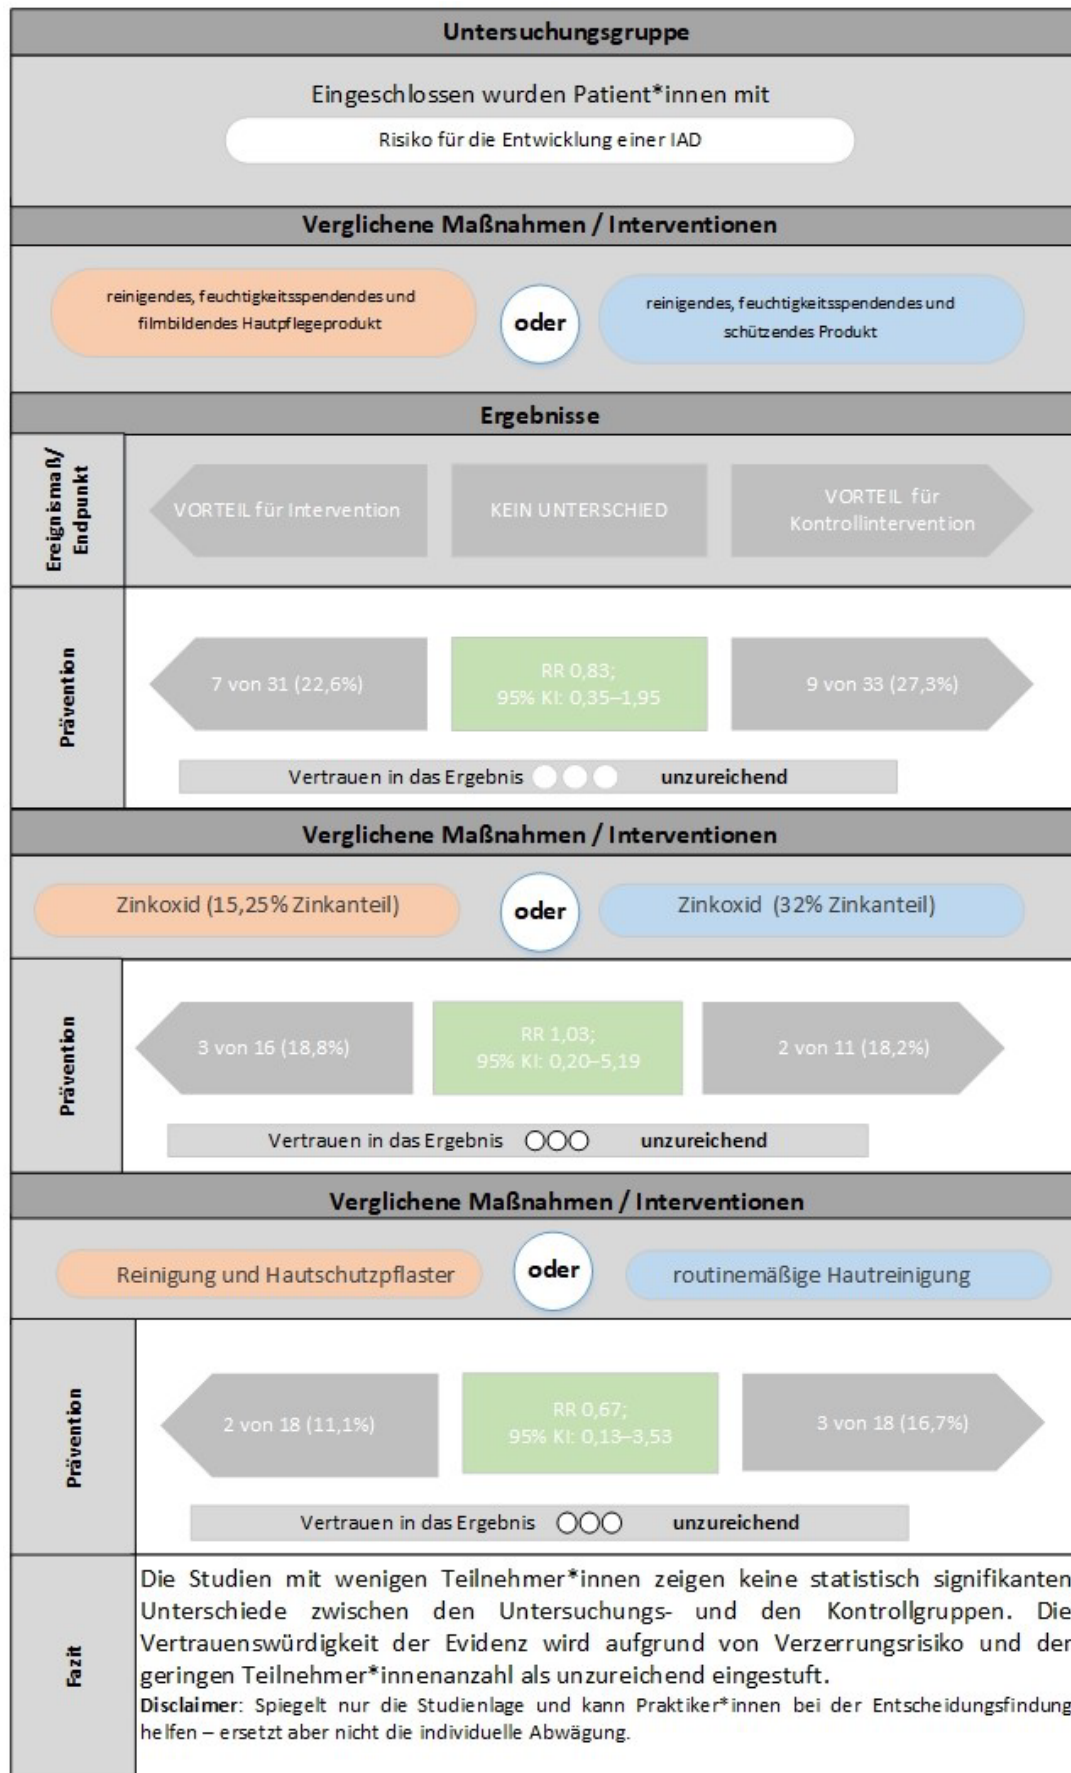 Untersuchungsgruppe
Eingeschlossen wurden Patient*innen mit
Risiko für die Entwicklung einer IAD
Verglichene Maßnahmen / Interventionen
reinigendes, feuchtigkeitsspendendes und
filmbildendes Hautpflegeprodukt
oder
reinigendes, feuchtigkeitsspendendes und
schützendes Produkt
Ergebnisse
Ereignismaß/
Endpunkt
VORTEIL für Intervention
KEIN UNTERSCHIED
VORTEIL für
Kontrollintervention
Prävention
7 von 31 (22,6%)
RR 0,83;
95% KI: 0,35–1,95
9 von 33 (27,3%)
Vertrauen in das Ergebnis unzureichend
Verglichene Maßnahmen / Interventionen
Zinkoxid (15,25% Zinkanteil)
oder
Zinkoxid (32% Zinkanteil)
Prävention
3 von 16 (18,8%)
RR 1,03;
95% KI: 0,20–5,19
2 von 11 (18,2%)
Vertrauen in das Ergebnis unzureichend
Verglichene Maßnahmen / Interventionen
Reinigung und Hautschutzpflaster
oder
routinemäßige Hautreinigung
Prävention
2 von 18 (11,1%)
RR 0,67;
95% KI: 0,13–3,53
3 von 18 (16,7%)
Vertrauen in das Ergebnis unzureichend
Fazit
Die Studien mit wenigen Teilnehmer*innen zeigen keine statistisch signifikanten
Unterschiede zwischen den Untersuchungs- und den Kontrollgruppen. Die
Vertrauenswürdigkeit der Evidenz wird aufgrund von Verzerrungsrisiko und der
geringen Teilnehmer*innenanzahl als unzureichend eingestuft.
Disclaimer: Spiegelt nur die Studienlage und kann Praktiker*innen bei der Entscheidungsfindung
helfen – ersetzt aber nicht die individuelle Abwägung.